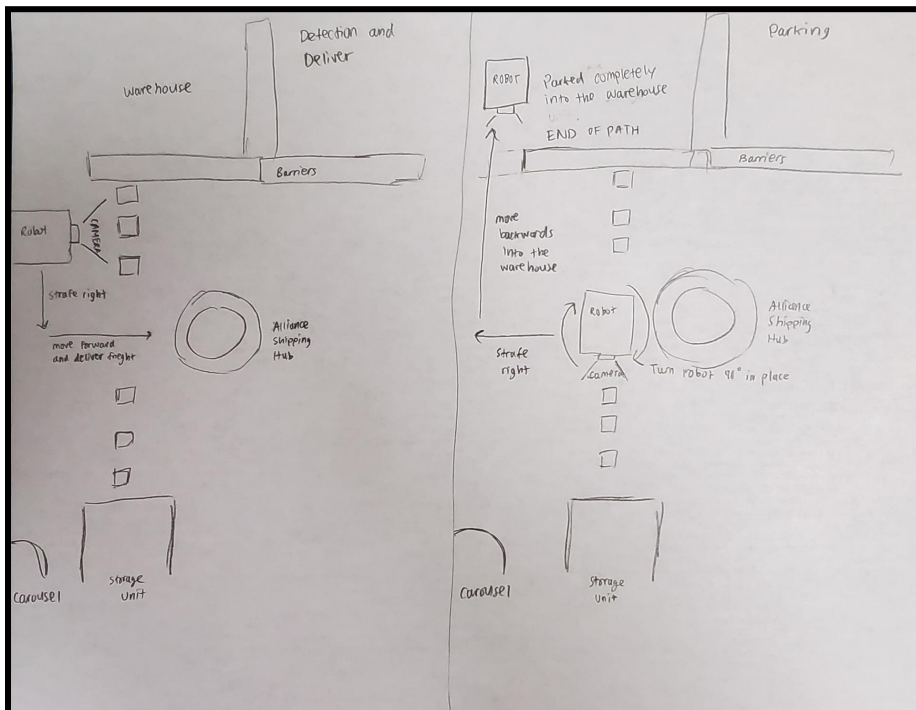 Detection and
Deliver
warehouse
Barriers
Robot
CAMERA
strafe right
move forward
and deliver freight
Alliance
Shipping
Hub
Carousel
Storage
unit
Parking
ROBOT
Parked completely
into the warehouse
END OF PATH
Barriers
move
backwards
into the
warehouse
Robot
camera
Strafe
right
Turn robot 90° in place
Alliance
Shipping
Hub
Carousel
Storage
unit